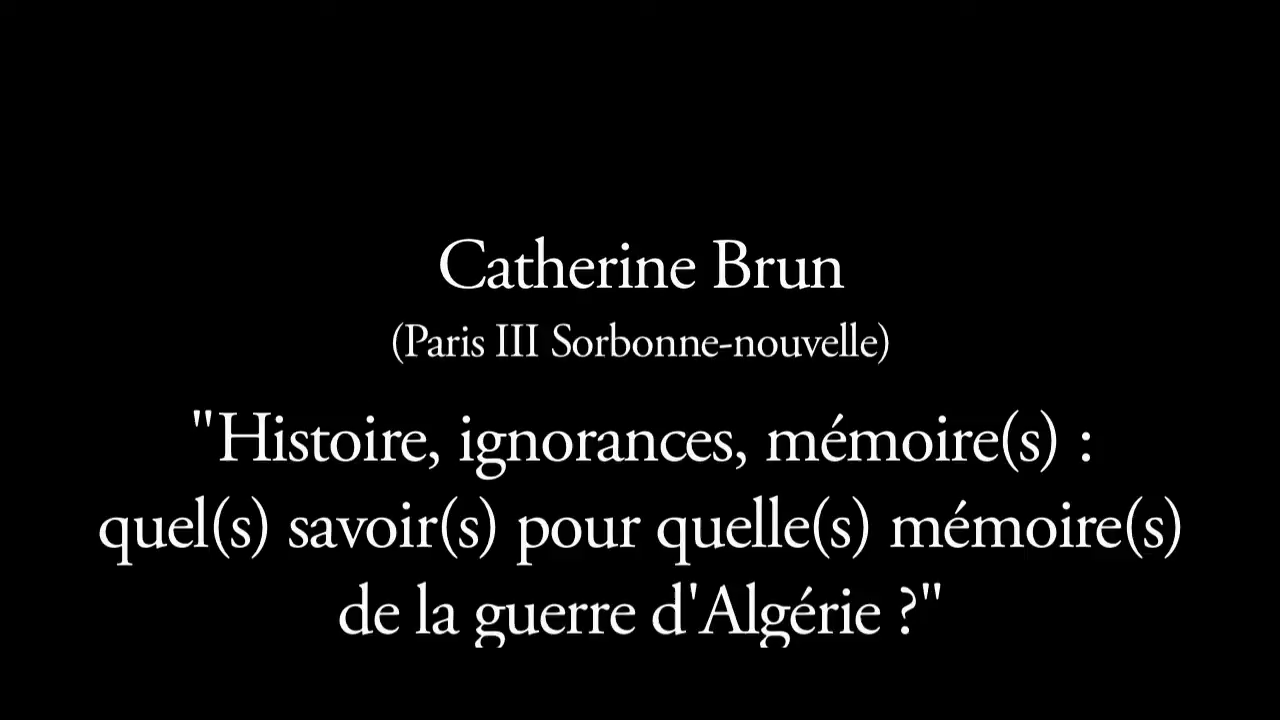 Catherine Brun
(Paris III Sorbonne-nouvelle)
"Histoire, ignorances, mémoire(s) :
quel(s) savoir(s) pour quelle(s) mémoire(s)
de la guerre d'Algérie ?"